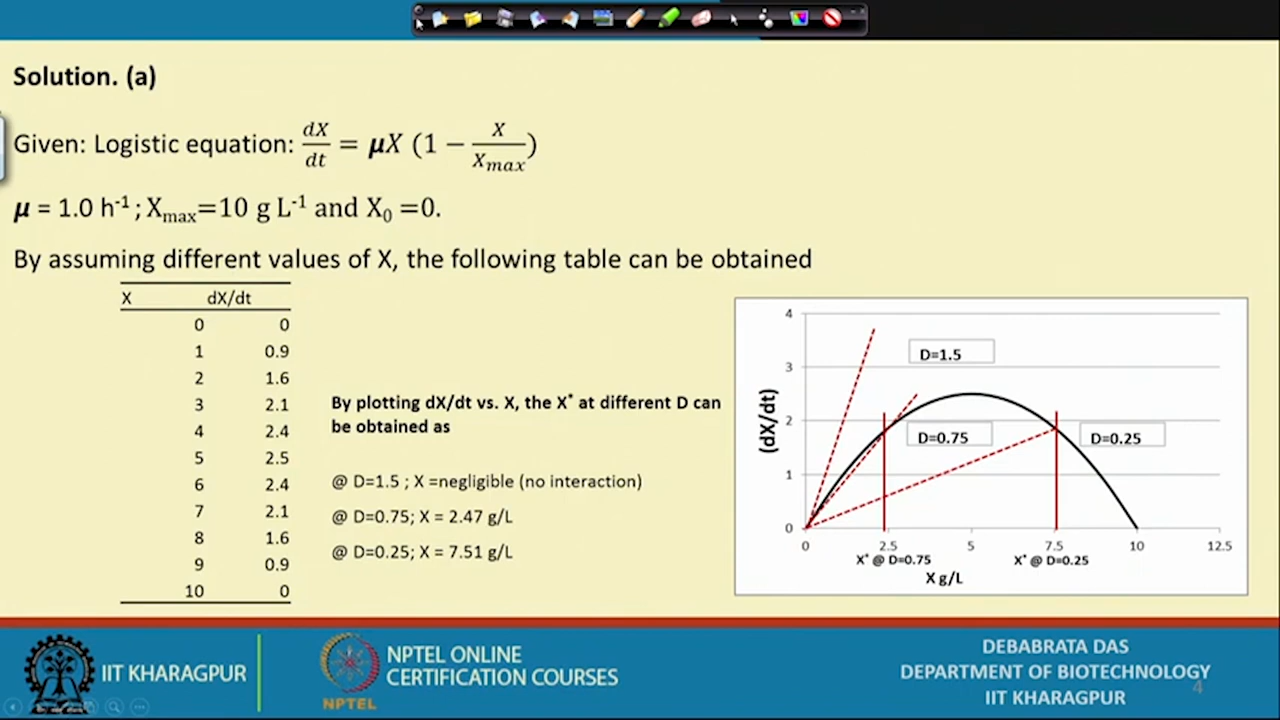 Solution. (a)
Given: Logistic equation: dX/dt = μX (1 − X/Xmax)
μ = 1.0 h⁻¹ ; Xmax=10 g L⁻¹ and X₀ =0.
By assuming different values of X, the following table can be obtained
X dX/dt
0 0
1 0.9
2 1.6
3 2.1
4 2.4
5 2.5
6 2.4
7 2.1
8 1.6
9 0.9
10 0
By plotting dX/dt vs. X, the X* at different D can
be obtained as
@ D=1.5 ; X =negligible (no interaction)
@ D=0.75; X = 2.47 g/L
@ D=0.25; X = 7.51 g/L
(dX/dt)
4
3
2
1
0
D=1.5
D=0.75
D=0.25
0 2.5 5 7.5 10 12.5
X* @ D=0.75 X* @ D=0.25
X g/L
IIT KHARAGPUR
NPTEL
NPTEL ONLINE
CERTIFICATION COURSES
DEBABRATA DAS
DEPARTMENT OF BIOTECHNOLOGY
IIT KHARAGPUR
4